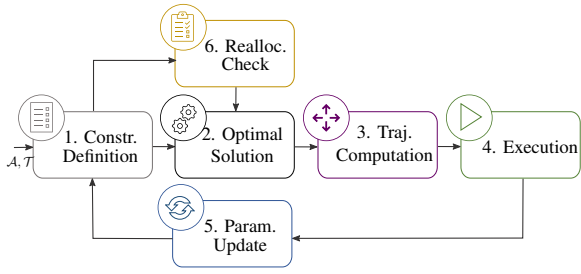 6. Realloc.
Check
1. Constr.
Definition
2. Optimal
Solution
3. Traj.
Computation
4. Execution
𝒜, 𝒯
5. Param.
Update